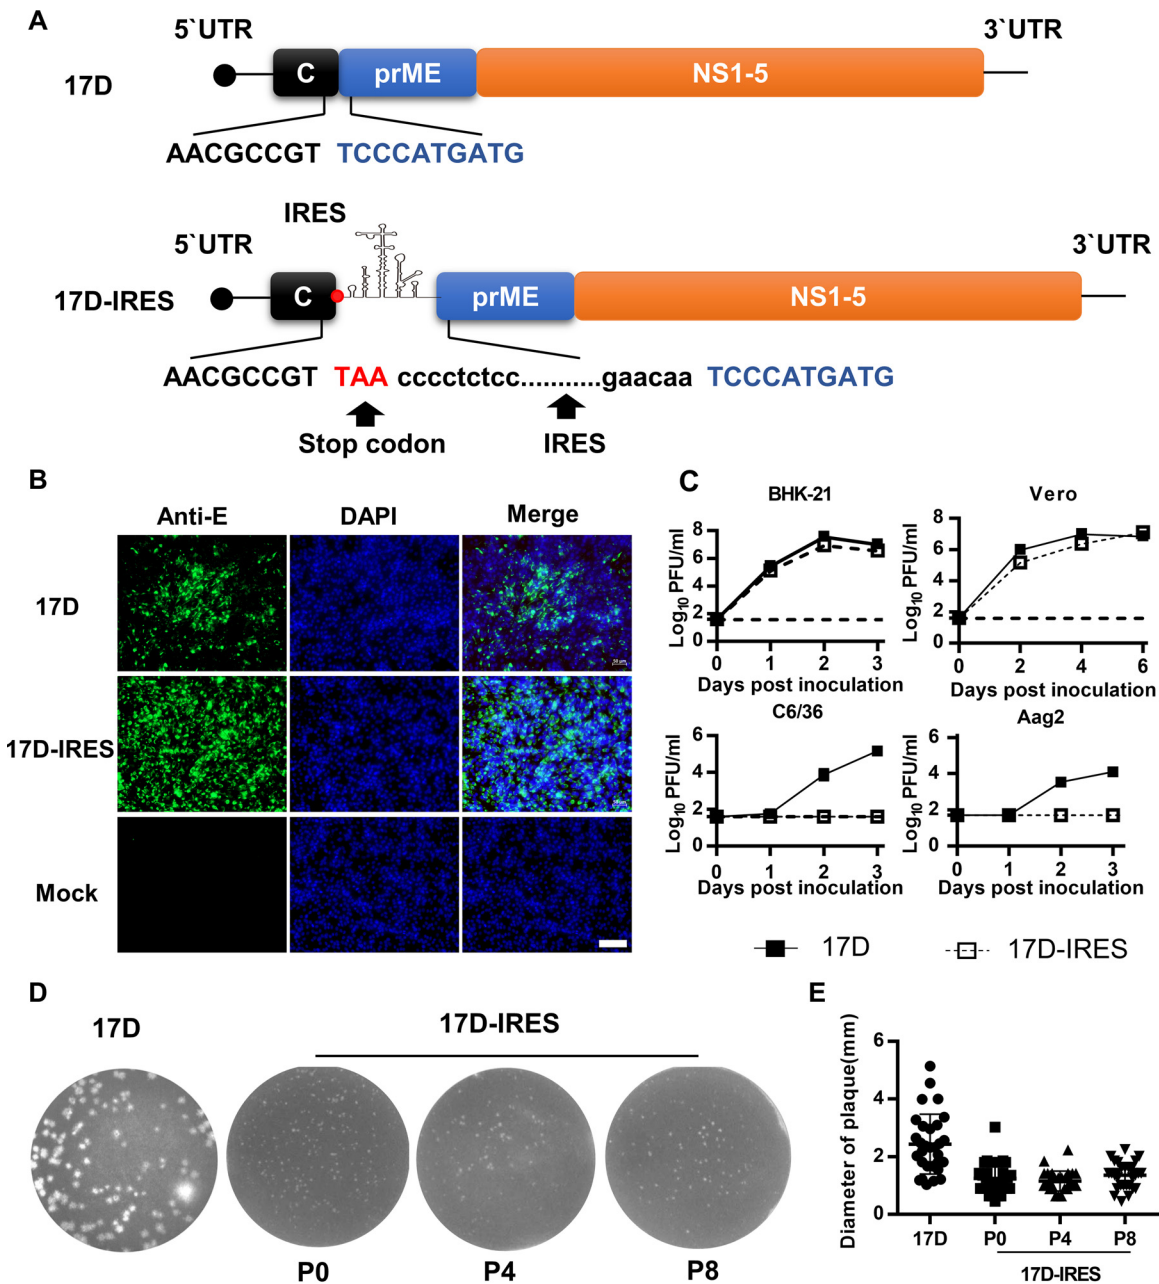 A
5`UTR
3`UTR
17D
C
prME
NS1-5
AACGCCGT TCCCATGATG
IRES
5`UTR
3`UTR
17D-IRES
C
prME
NS1-5
AACGCCGT TAA cccctctcc...........gaacaa TCCCATGATG
Stop codon
IRES
B
Anti-E
DAPI
Merge
17D
17D-IRES
Mock
C
BHK-21
Log10 PFU/ml
8
6
4
2
0
0 1 2 3
Days post inoculation
Vero
Log10 PFU/ml
8
6
4
2
0
0 2 4 6
Days post inoculation
C6/36
Log10 PFU/ml
6
4
2
0
0 1 2 3
Days post inoculation
Aag2
Log10 PFU/ml
6
4
2
0
0 1 2 3
Days post inoculation
17D
17D-IRES
D
17D
17D-IRES
P0
P4
P8
E
Diameter of plaque(mm)
6
4
2
0
17D P0 P4 P8
17D-IRES